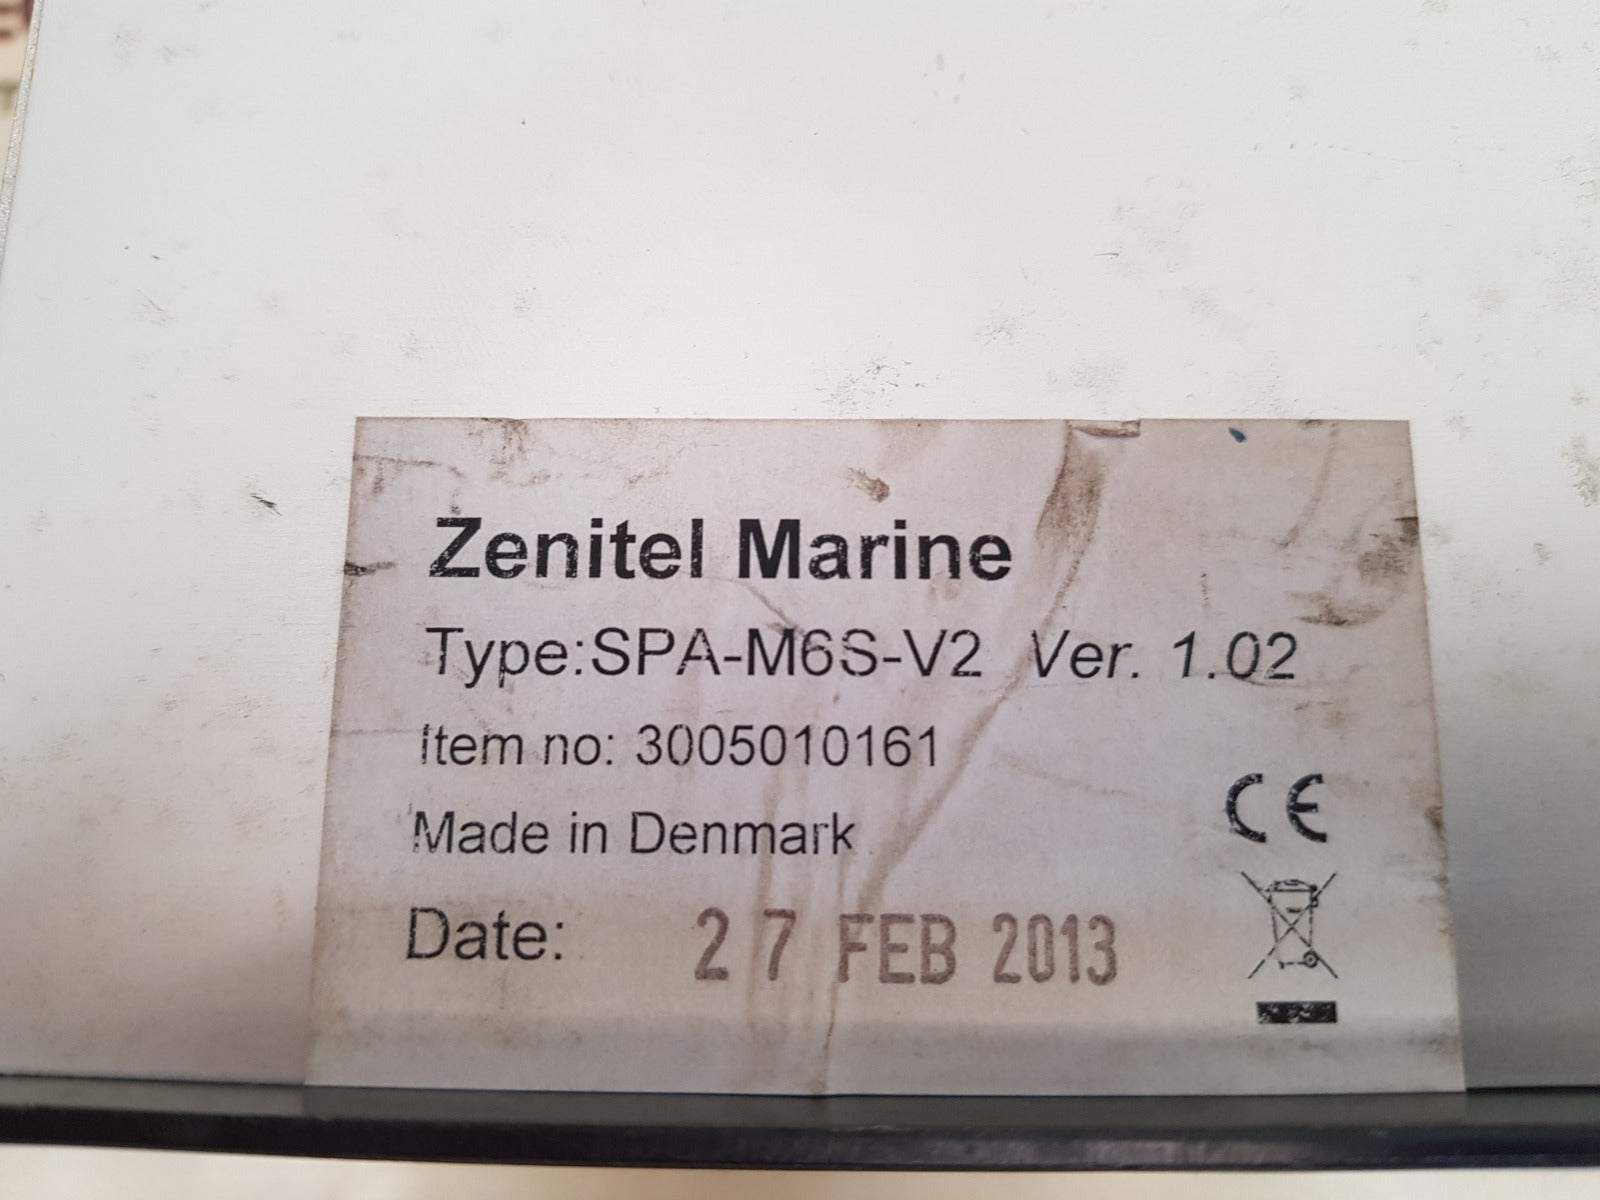 Zenitel Marine
Type:SPA-M6S-V2 Ver. 1.02
Item no: 3005010161
Made in Denmark
CE
Date: 27 FEB 2013